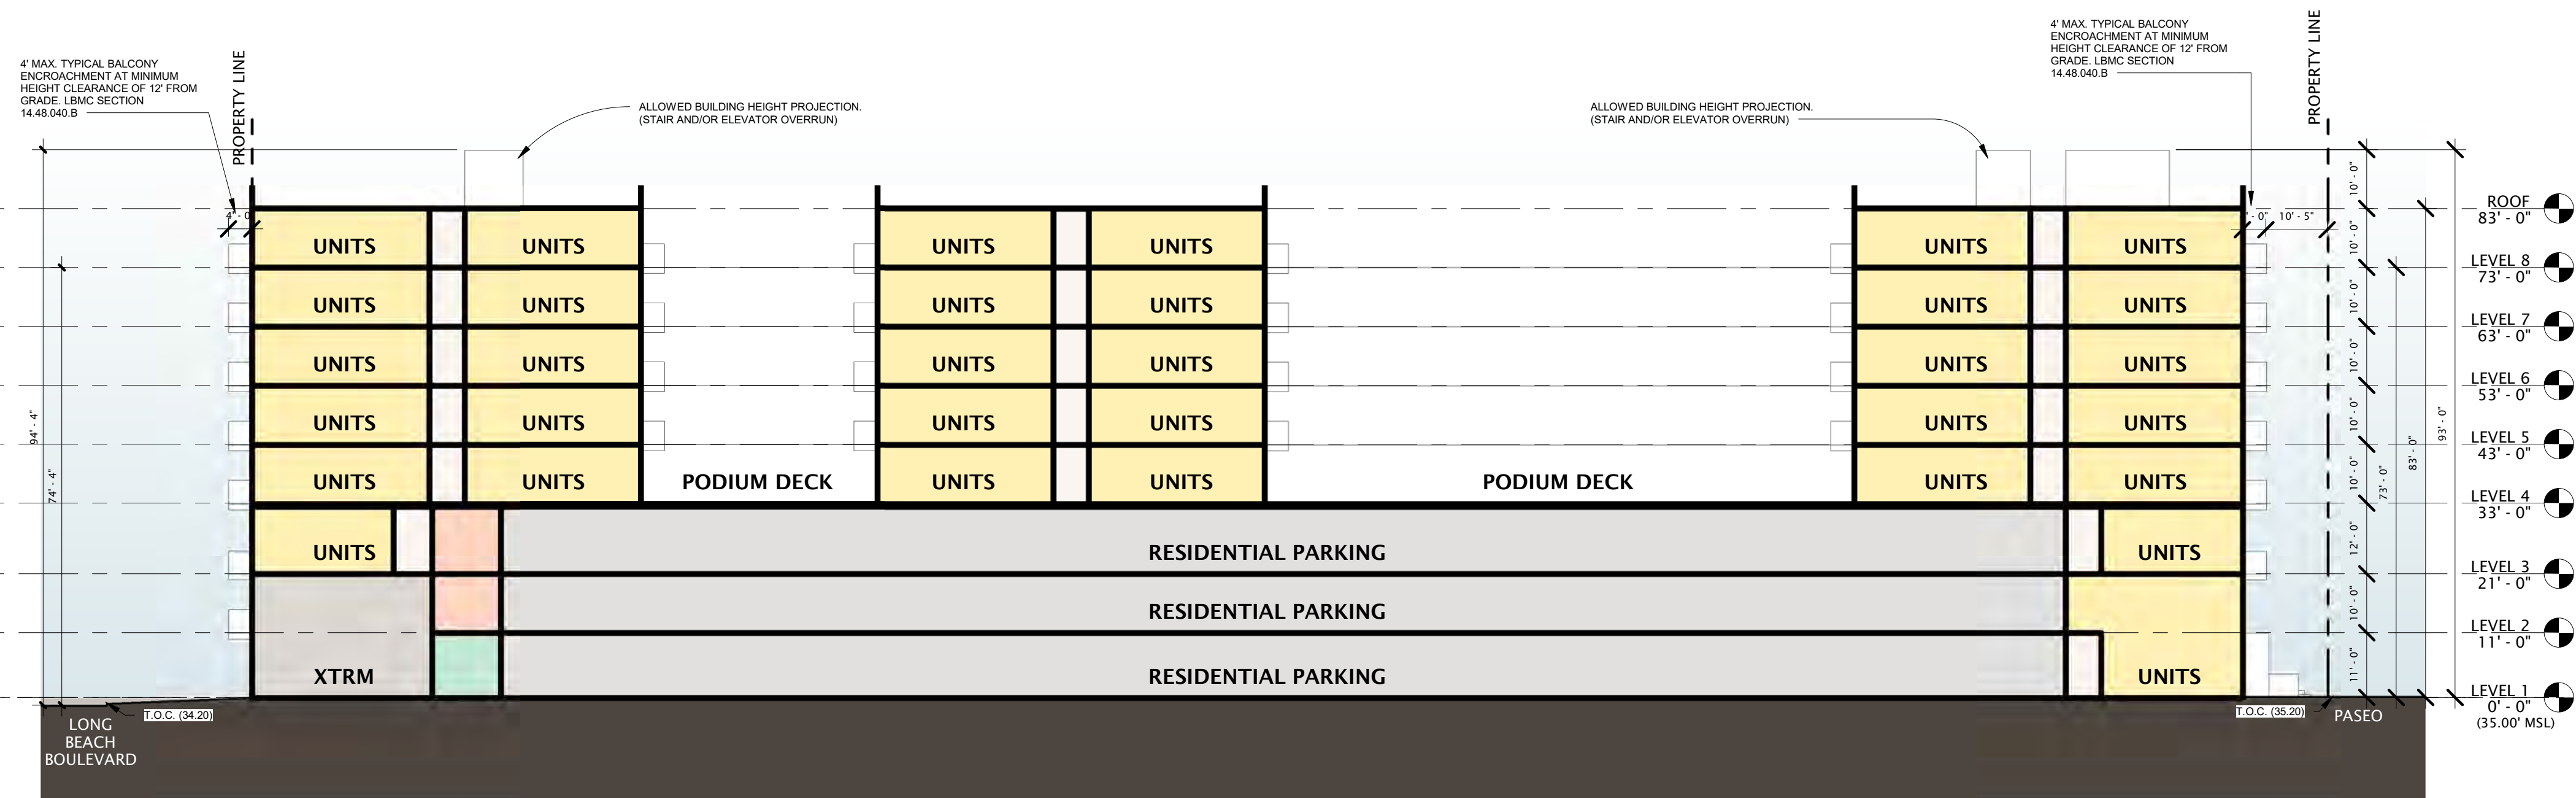 4' MAX. TYPICAL BALCONY
ENCROACHMENT AT MINIMUM
HEIGHT CLEARANCE OF 12' FROM
GRADE. LBMC SECTION
14.48.040.B
PROPERTY LINE
ALLOWED BUILDING HEIGHT PROJECTION.
(STAIR AND/OR ELEVATOR OVERRUN)
ALLOWED BUILDING HEIGHT PROJECTION.
(STAIR AND/OR ELEVATOR OVERRUN)
4' MAX. TYPICAL BALCONY
ENCROACHMENT AT MINIMUM
HEIGHT CLEARANCE OF 12' FROM
GRADE. LBMC SECTION
14.48.040.B
PROPERTY LINE
4' - 0
' - 0" 10' - 5"
UNITS UNITS UNITS UNITS UNITS UNITS
UNITS UNITS UNITS UNITS UNITS UNITS
UNITS UNITS UNITS UNITS UNITS UNITS
UNITS UNITS UNITS UNITS UNITS UNITS
UNITS UNITS PODIUM DECK UNITS UNITS PODIUM DECK UNITS UNITS
UNITS RESIDENTIAL PARKING UNITS
RESIDENTIAL PARKING
XTRM RESIDENTIAL PARKING UNITS
94' - 4"
74' - 4"
10' - 0"
10' - 0"
10' - 0"
10' - 0"
10' - 0"
10' - 0"
12' - 0"
10' - 0"
11' - 0"
73' - 0"
83' - 0"
93' - 0"
ROOF
83' - 0"
LEVEL 8
73' - 0"
LEVEL 7
63' - 0"
LEVEL 6
53' - 0"
LEVEL 5
43' - 0"
LEVEL 4
33' - 0"
LEVEL 3
21' - 0"
LEVEL 2
11' - 0"
LEVEL 1
0' - 0"
(35.00' MSL)
T.O.C. (34.20)
LONG
BEACH
BOULEVARD
T.O.C. (35.20)
PASEO